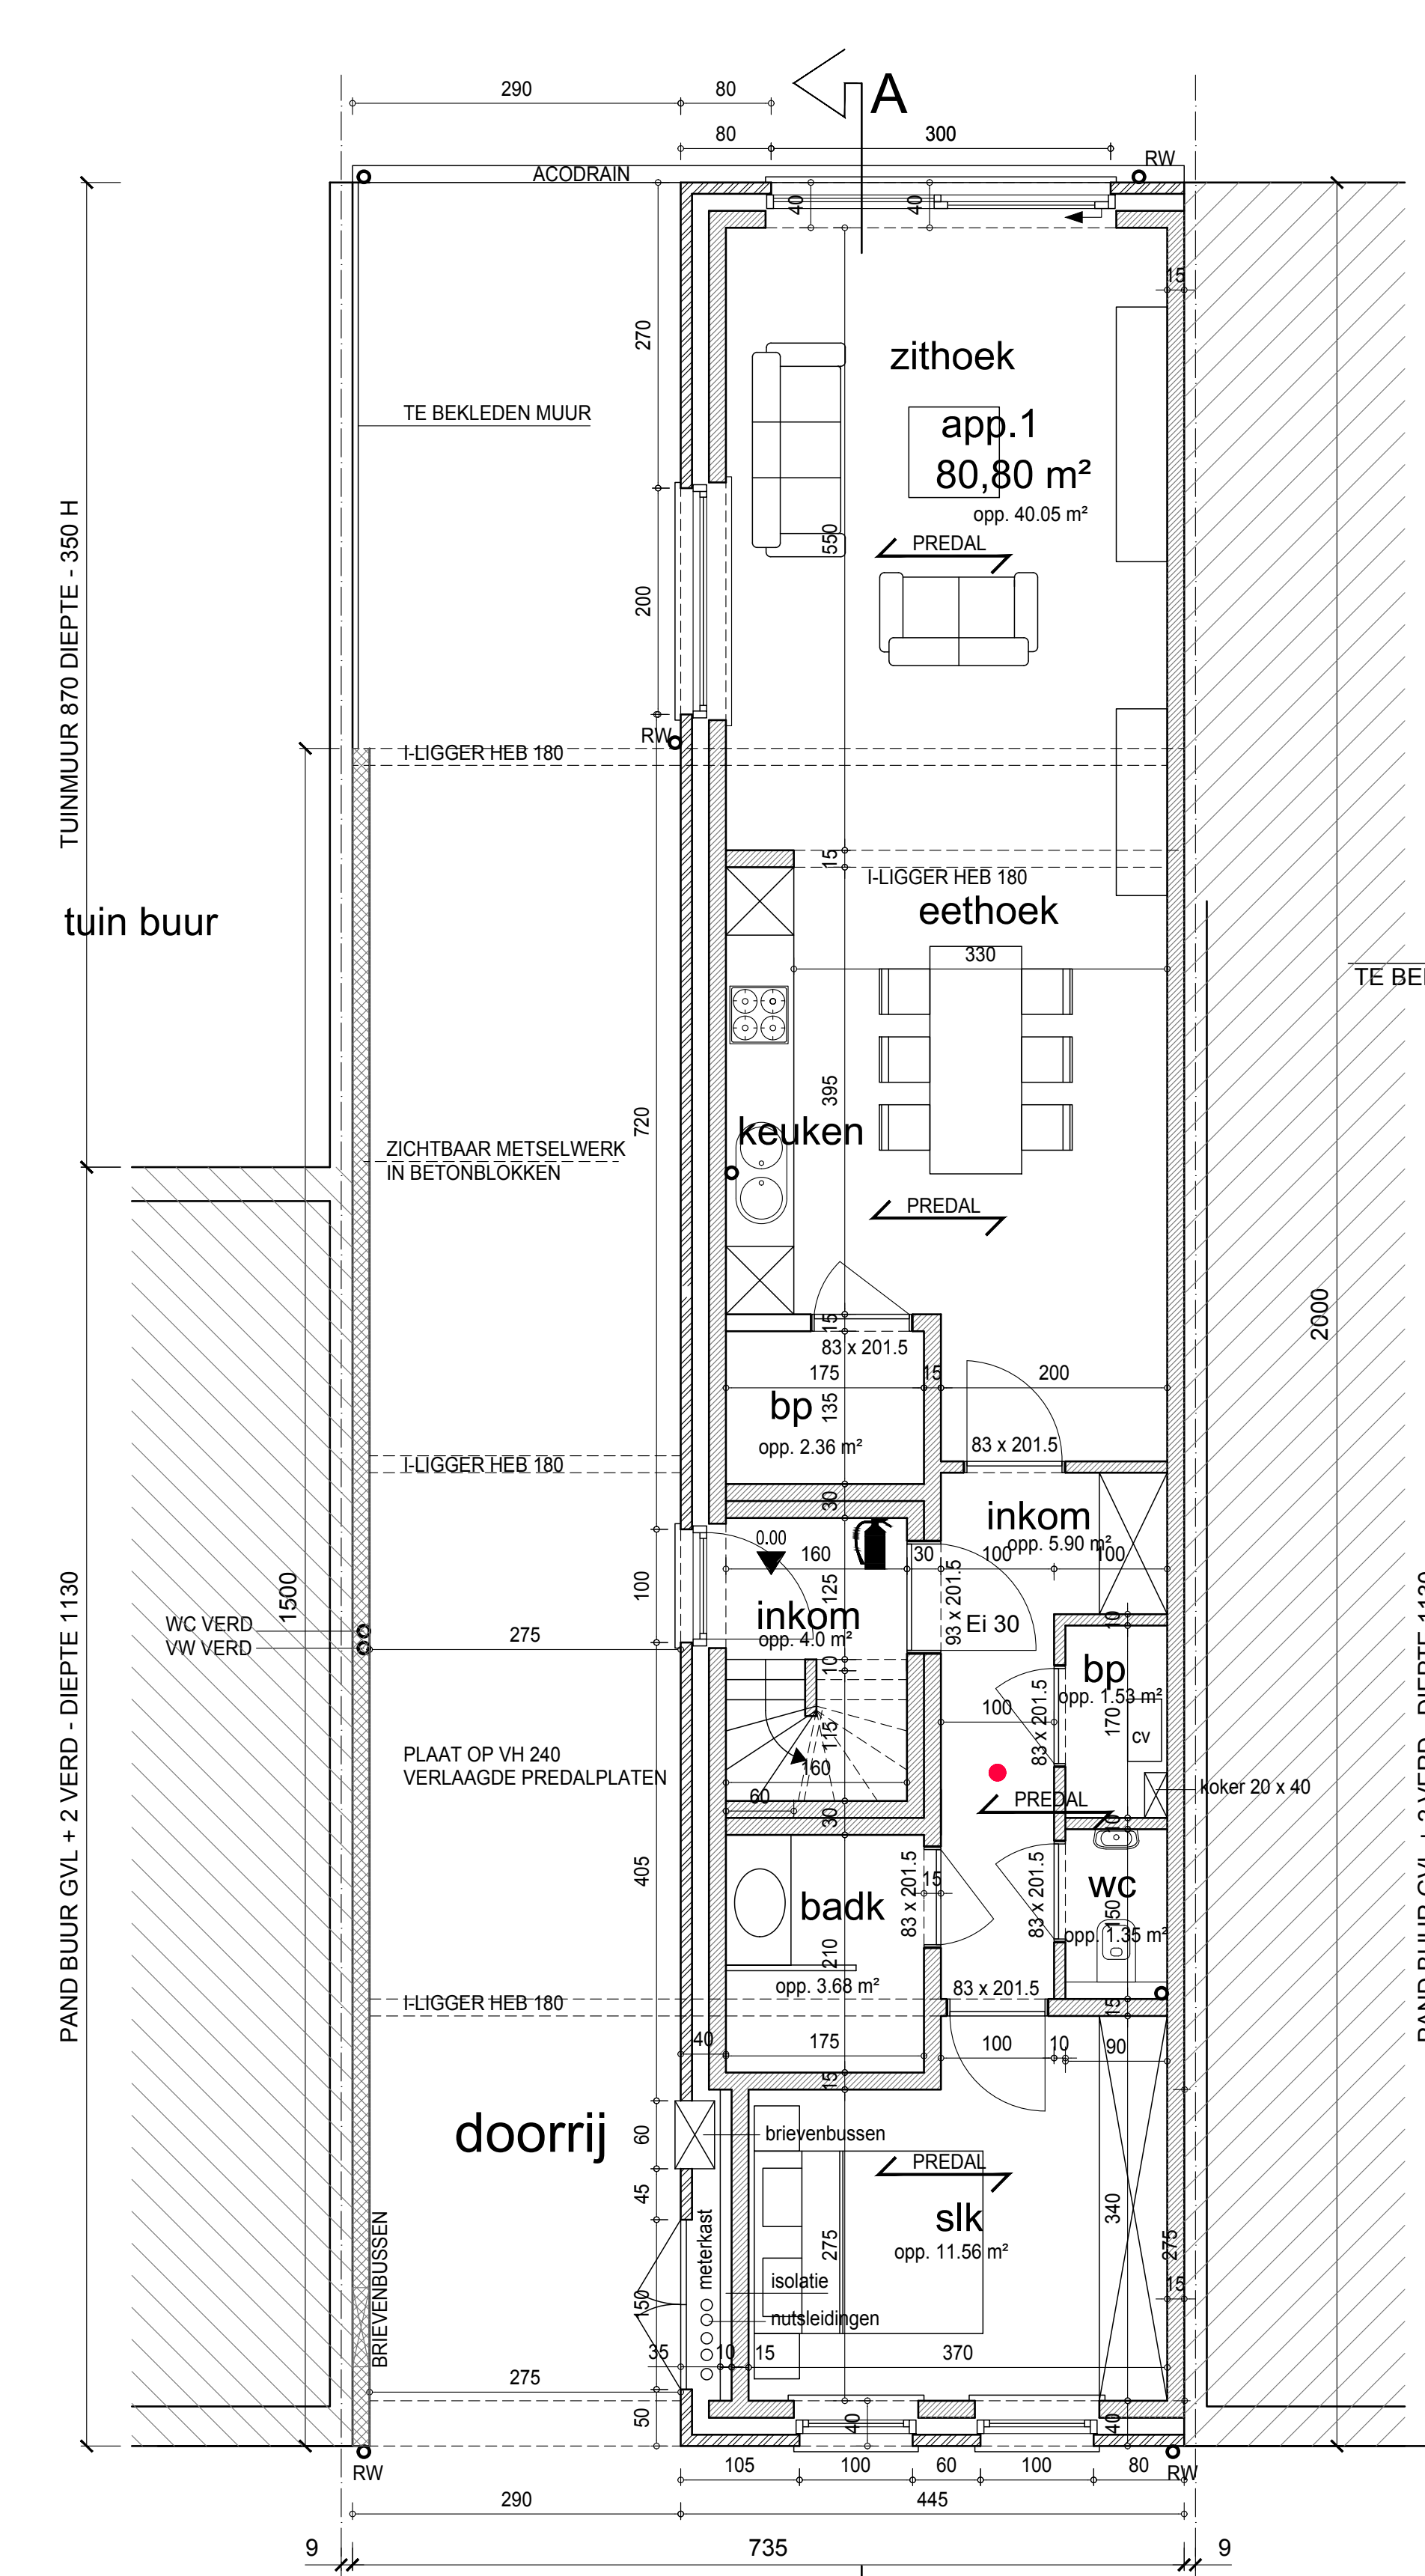 290
80
A
80
300
RW
ACODRAIN
40
40
15
270
zithoek
TE BEKLEDEN MUUR
app.1
80,80 m²
opp. 40.05 m²
550
PREDAL
TUINMUUR 870 DIEPTE - 350 H
200
RW
I-LIGGER HEB 180
15
I-LIGGER HEB 180
eethoek
tuin buur
330
TE BE
395
720
keuken
ZICHTBAAR METSELWERK
IN BETONBLOKKEN
PREDAL
2000
15
83 x 201.5
175
15
200
bp
135
opp. 2.36 m²
83 x 201.5
I-LIGGER HEB 180
30
inkom
opp. 5.90 m²
0.00
160
30
100
100
125
100
1500
93 x 201.5
Ei 30
inkom
opp. 4.0 m²
10
WC VERD
VW VERD
275
10
bp
opp. 1.53 m²
100
83 x 201.5
170
cv
115
PLAAT OP VH 240
VERLAAGDE PREDALPLATEN
160
60
30
PREDAL
koker 20 x 40
10
PAND BUUR GVL + 2 VERD - DIEPTE 1130
PAND BUUR GVL + 2 VERD - DIEPTE 1130
405
83 x 201.5
15
83 x 201.5
wc
150
opp. 1.35 m²
badk
210
opp. 3.68 m²
83 x 201.5
I-LIGGER HEB 180
15
40
175
100
10
90
15
doorrij
60
brievenbussen
PREDAL
45
340
slk
opp. 11.56 m²
275
275
meterkast
BRIEVENBUSSEN
isolatie
15
150
nutsleidingen
35
10
15
370
275
50
40
40
RW
105
100
60
100
80
RW
290
445
9
735
9